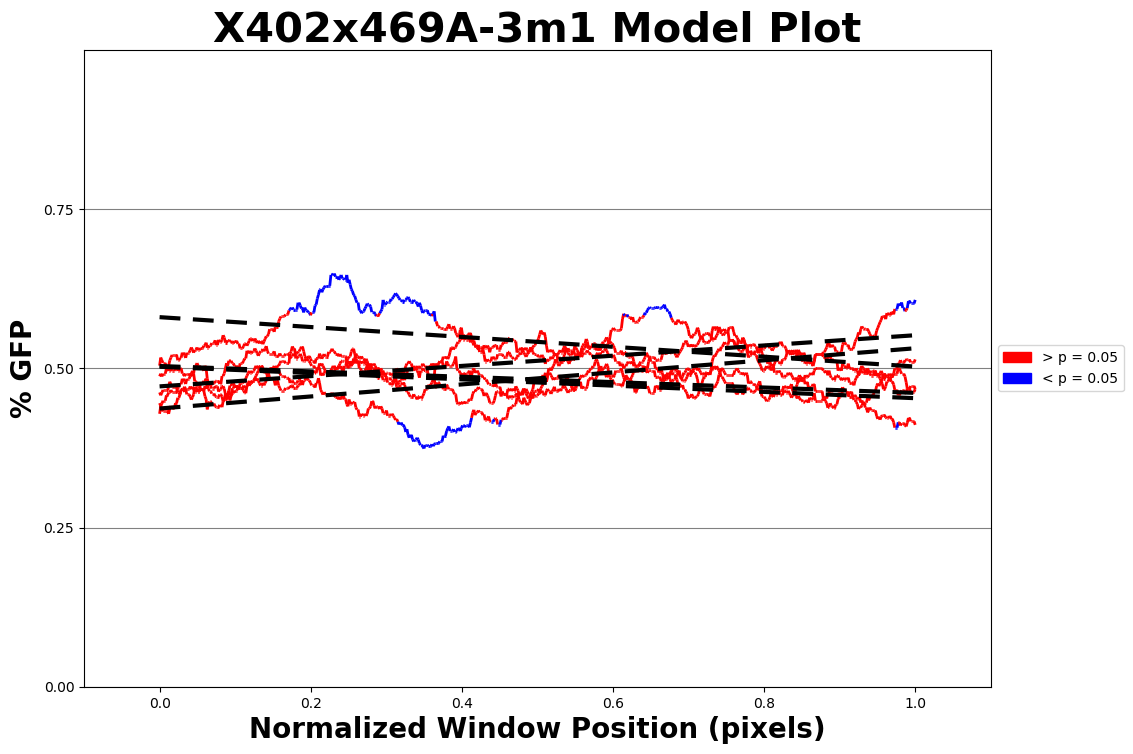 X402x469A-3m1 Model Plot
% GFP
0.75
0.50
0.25
0.00
0.0 0.2 0.4 0.6 0.8 1.0
Normalized Window Position (pixels)
> p = 0.05
< p = 0.05